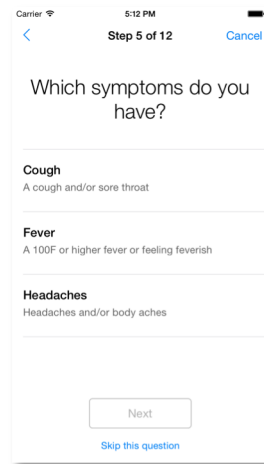 Carrier 5:12 PM
Step 5 of 12 Cancel
Which symptoms do you
have?
Cough
A cough and/or sore throat
Fever
A 100F or higher fever or feeling feverish
Headaches
Headaches and/or body aches
Next
Skip this question